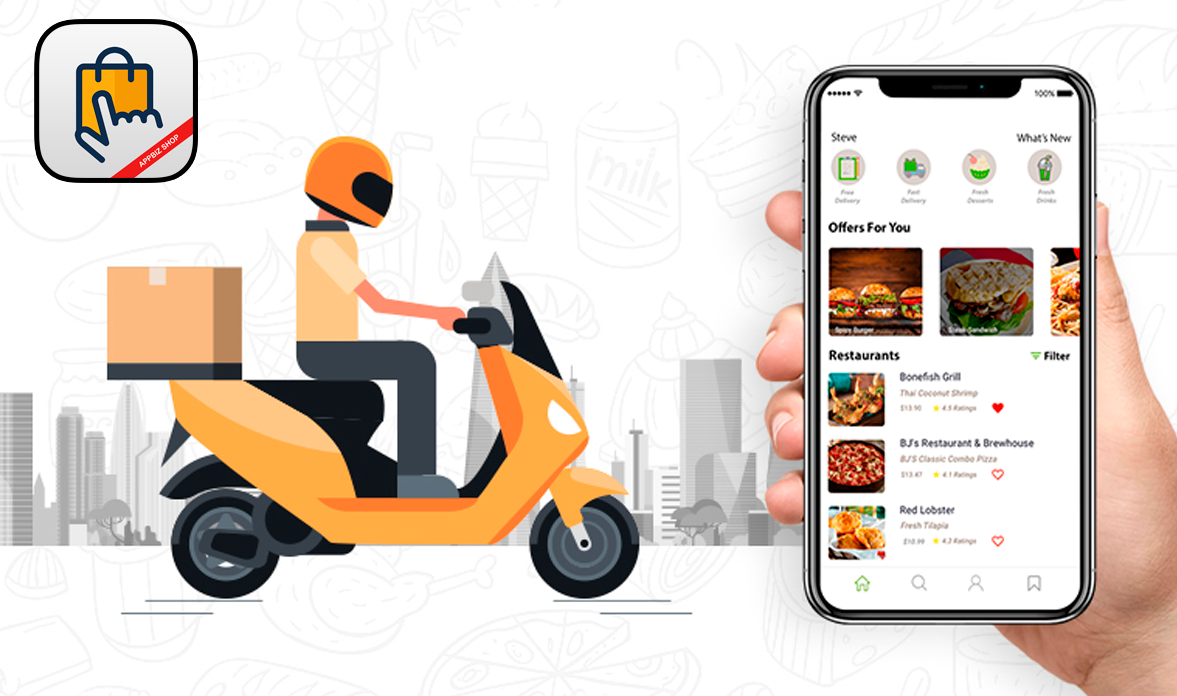 APPBIZ SHOP
milk
100%
Steve
What's New
Free
Delivery
Fast
Delivery
Fresh
Desserts
Fresh
Drinks
Offers For You
Spicy Burger
Steak Sandwich
Restaurants
Filter
Bonefish Grill
Thai Coconut Shrimp
$13.90 4.5 Ratings
BJ's Restaurant & Brewhouse
BJ'S Classic Combo Pizza
$13.47 4.1 Ratings
Red Lobster
Fresh Tilapia
$10.99 4.3 Ratings